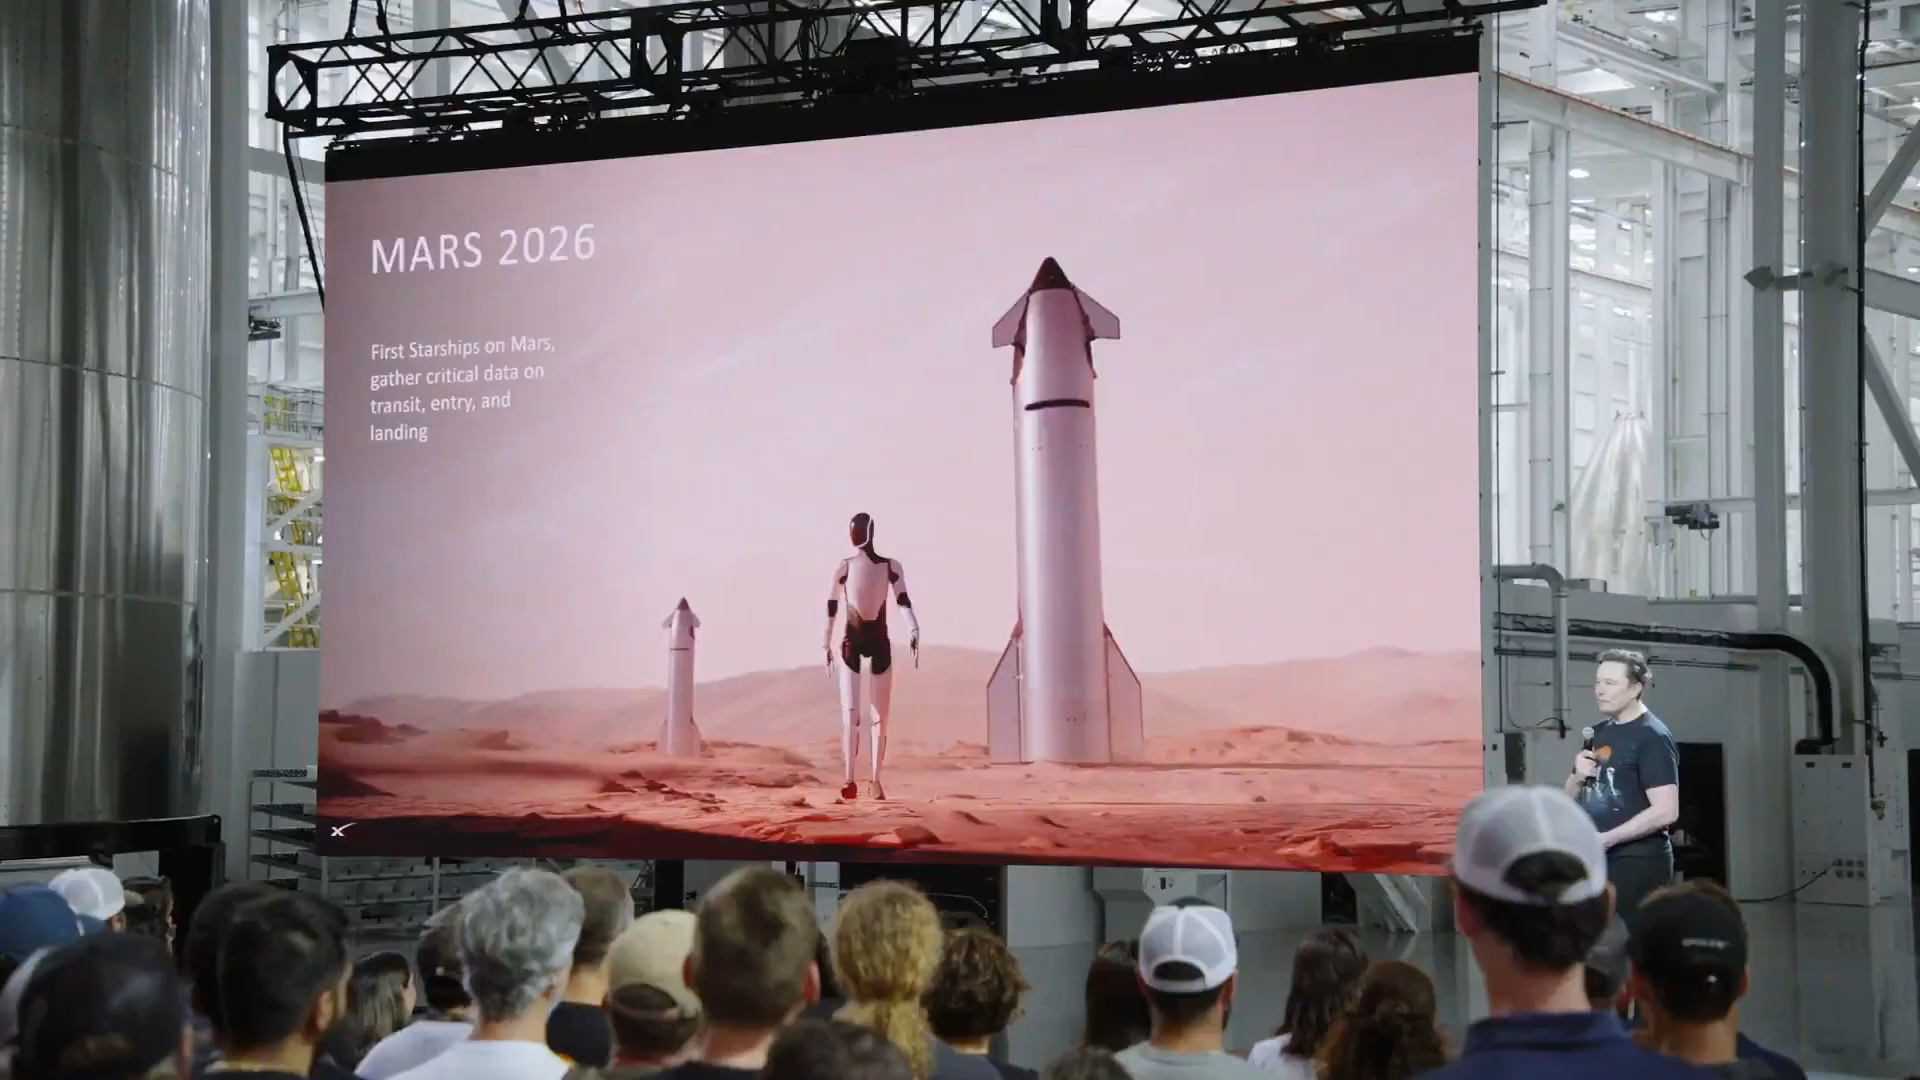 MARS 2026
First Starships on Mars,
gather critical data on
transit, entry, and
landing